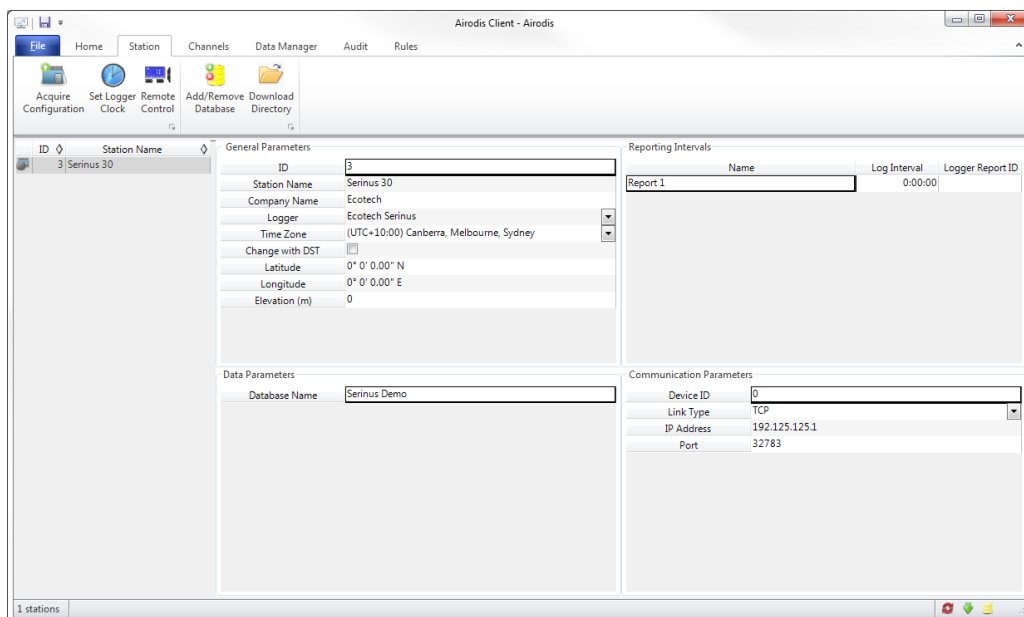 Airodis Client - Airodis
File Home Station Channels Data Manager Audit Rules
Acquire Configuration
Set Logger Clock
Remote Control
Add/Remove Database
Download Directory
ID Station Name
3 Serinus 30
General Parameters
ID 3
Station Name Serinus 30
Company Name Ecotech
Logger Ecotech Serinus
Time Zone (UTC+10:00) Canberra, Melbourne, Sydney
Change with DST
Latitude 0° 0' 0.00" N
Longitude 0° 0' 0.00" E
Elevation (m) 0
Reporting Intervals
Name Log Interval Logger Report ID
Report 1 0:00:00
Data Parameters
Database Name Serinus Demo
Communication Parameters
Device ID 0
Link Type TCP
IP Address 192.125.125.1
Port 32783
1 stations